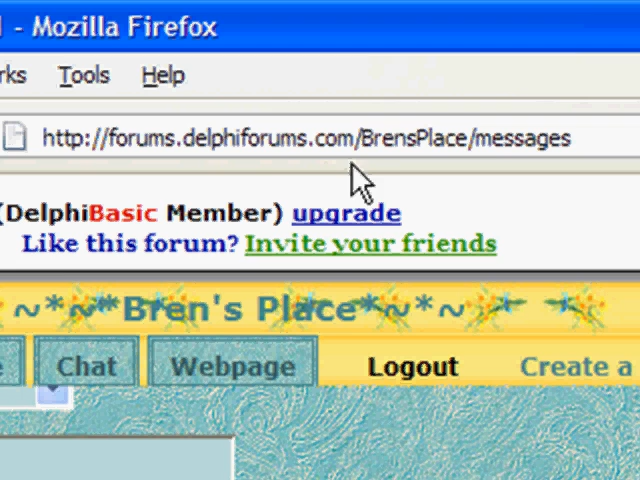 - Mozilla Firefox
Tools Help
http://forums.delphiforums.com/BrensPlace/messages
(DelphiBasic Member) upgrade
Like this forum? Invite your friends
~*~*Bren's Place*~*~
Chat Webpage Logout Create a